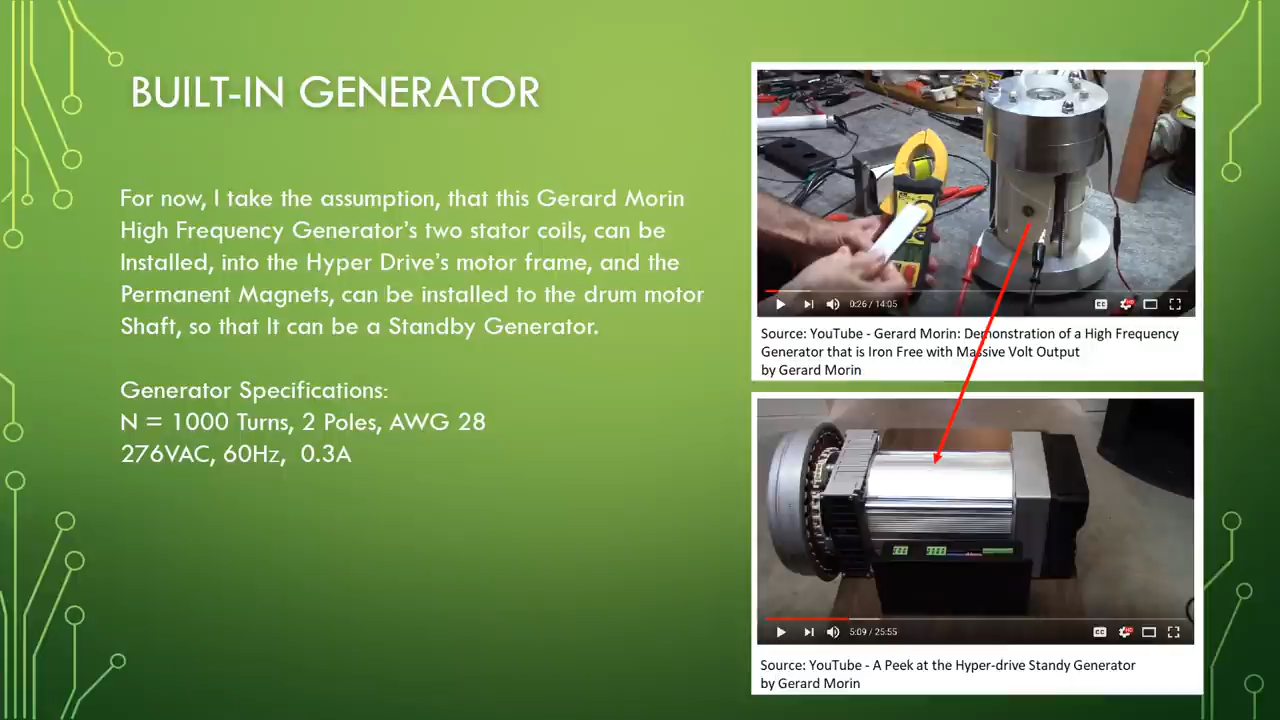 BUILT-IN GENERATOR
For now, I take the assumption, that this Gerard Morin
High Frequency Generator's two stator coils, can be
Installed, into the Hyper Drive's motor frame, and the
Permanent Magnets, can be installed to the drum motor
Shaft, so that It can be a Standby Generator.
Generator Specifications:
N = 1000 Turns, 2 Poles, AWG 28
276VAC, 60Hz, 0.3A
0:26 / 14:05
CC
HD
Source: YouTube - Gerard Morin: Demonstration of a High Frequency
Generator that is Iron Free with Massive Volt Output
by Gerard Morin
5:09 / 25:55
CC
HD
Source: YouTube - A Peek at the Hyper-drive Standy Generator
by Gerard Morin